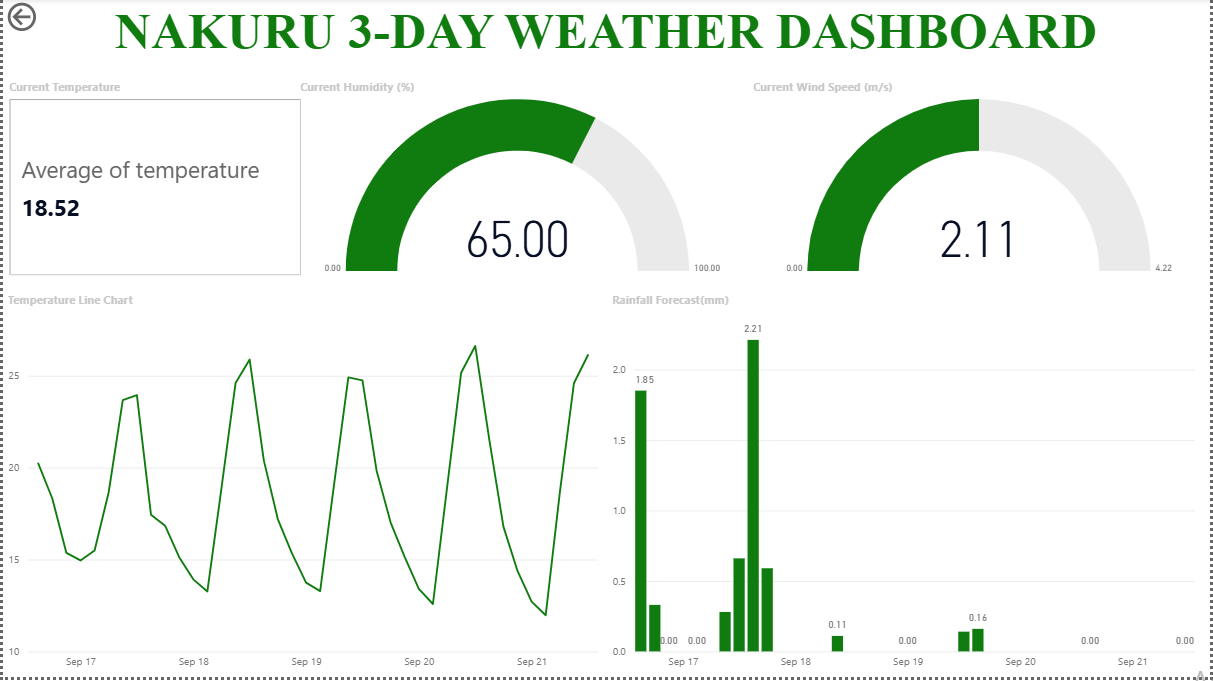 NAKURU 3-DAY WEATHER DASHBOARD
Current Temperature
Average of temperature
18.52
Current Humidity (%)
65.00
0.00
100.00
Current Wind Speed (m/s)
2.11
0.00
4.22
Temperature Line Chart
25
20
15
10
Sep 17
Sep 18
Sep 19
Sep 20
Sep 21
Rainfall Forecast(mm)
2.21
2.0
1.85
1.5
1.0
0.5
0.16
0.11
0.00
0.00
0.00
0.00
0.00
0.0
Sep 17
Sep 18
Sep 19
Sep 20
Sep 21